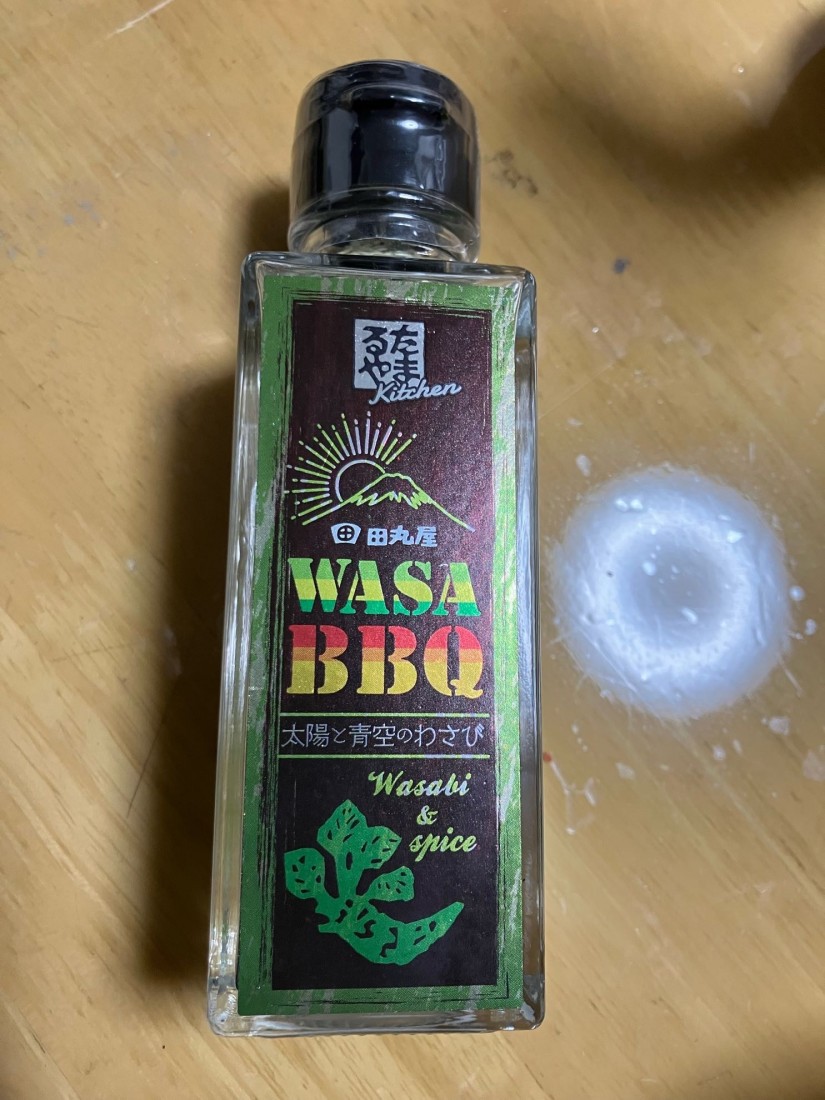 たま
るや
Kitchen
田丸屋
WASA
BBQ
太陽と青空のわさび
Wasabi
&
spice